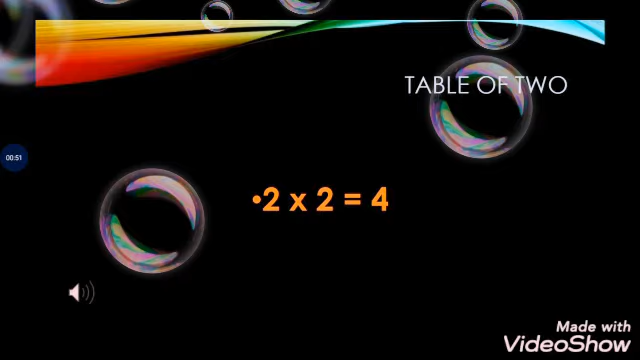 TABLE OF TWO
00:51
•2 x 2 = 4
Made with
VideoShow